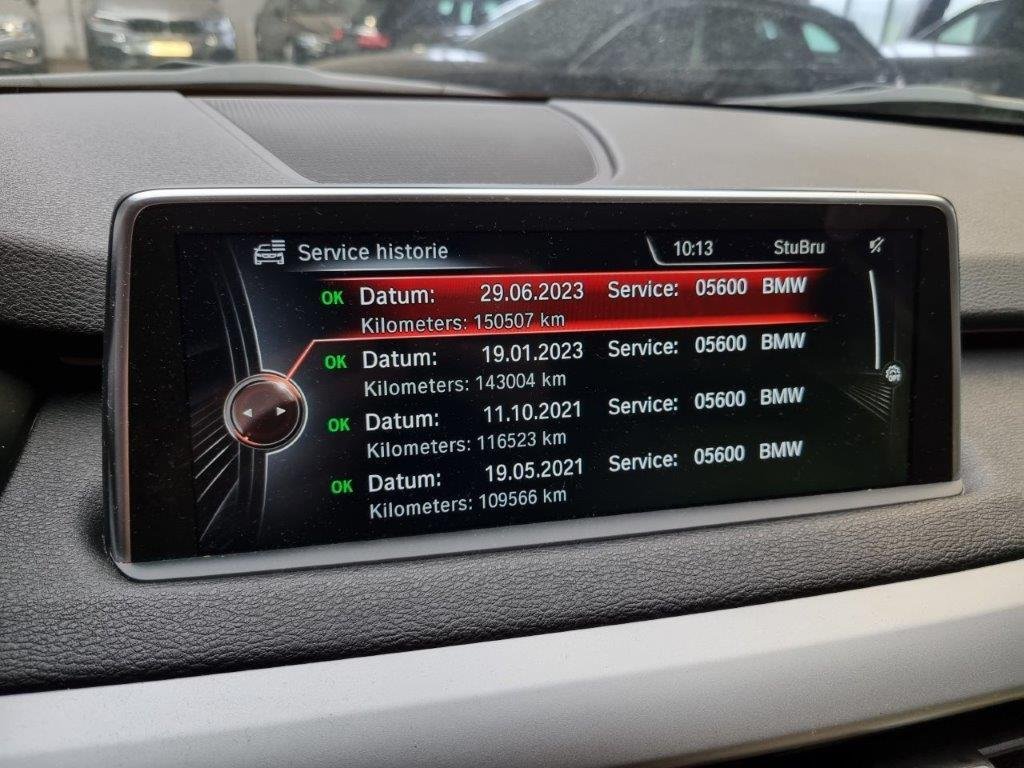 Service historie 10:13 StuBru
OK Datum: 29.06.2023 Service: 05600 BMW
Kilometers: 150507 km
OK Datum: 19.01.2023 Service: 05600 BMW
Kilometers: 143004 km
OK Datum: 11.10.2021 Service: 05600 BMW
Kilometers: 116523 km
OK Datum: 19.05.2021 Service: 05600 BMW
Kilometers: 109566 km
OFF